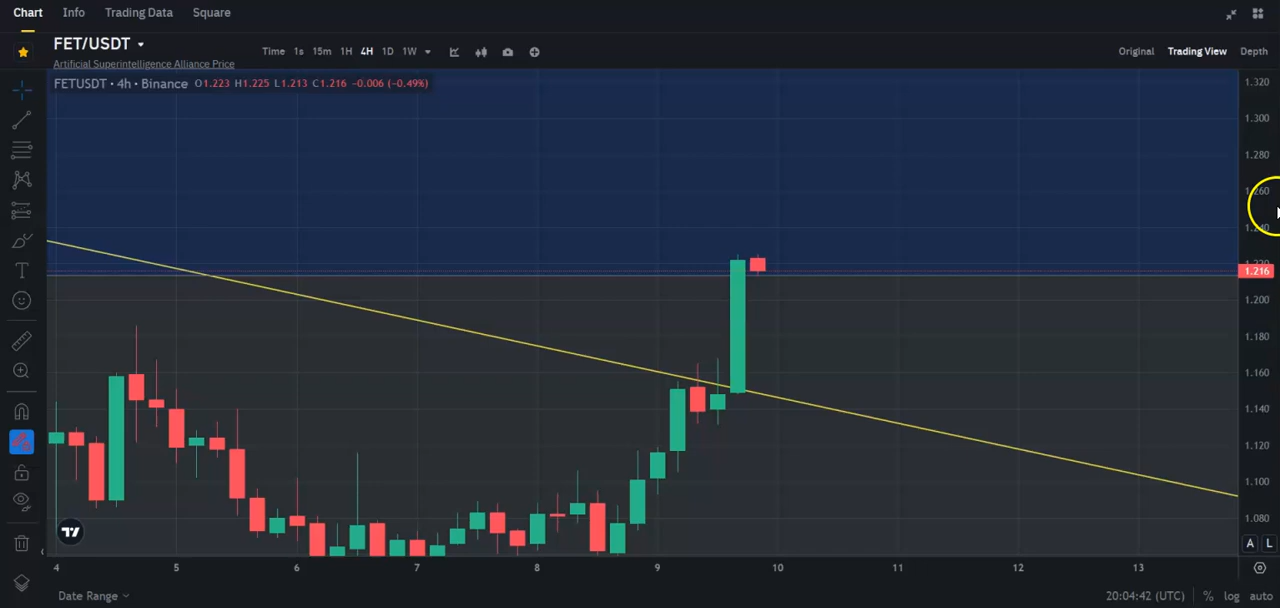 Chart Info Trading Data Square
FET/USDT
Time 1s 15m 1H 4H 1D 1W
Original Trading View Depth
Artificial Superintelligence Alliance Price
FETUSDT · 4h · Binance O1.223 H1.225 L1.213 C1.216 −0.006 (−0.49%)
1.320
1.300
1.280
1.260
1.240
1.220
1.216
1.200
1.180
1.160
1.140
1.120
1.100
1.080
A L
4 5 6 7 8 9 10 11 12 13
Date Range 20:04:42 (UTC) % log auto